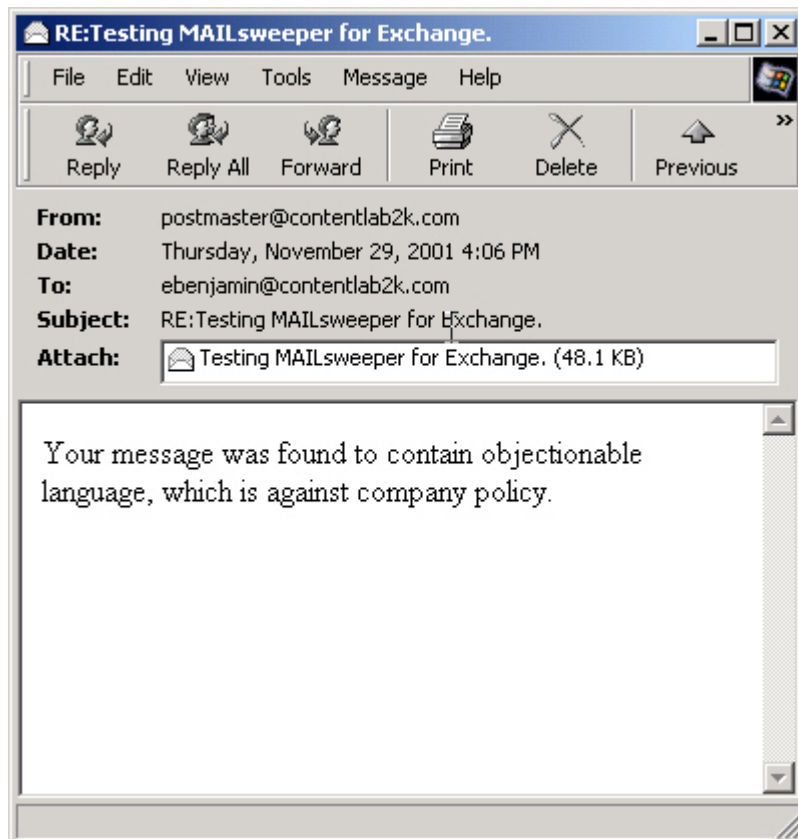 RE:Testing MAILsweeper for Exchange.
File Edit View Tools Message Help
Reply Reply All Forward Print Delete Previous »
From: postmaster@contentlab2k.com
Date: Thursday, November 29, 2001 4:06 PM
To: ebenjamin@contentlab2k.com
Subject: RE:Testing MAILsweeper for Exchange.
Attach: Testing MAILsweeper for Exchange. (48.1 KB)
Your message was found to contain objectionable
language, which is against company policy.